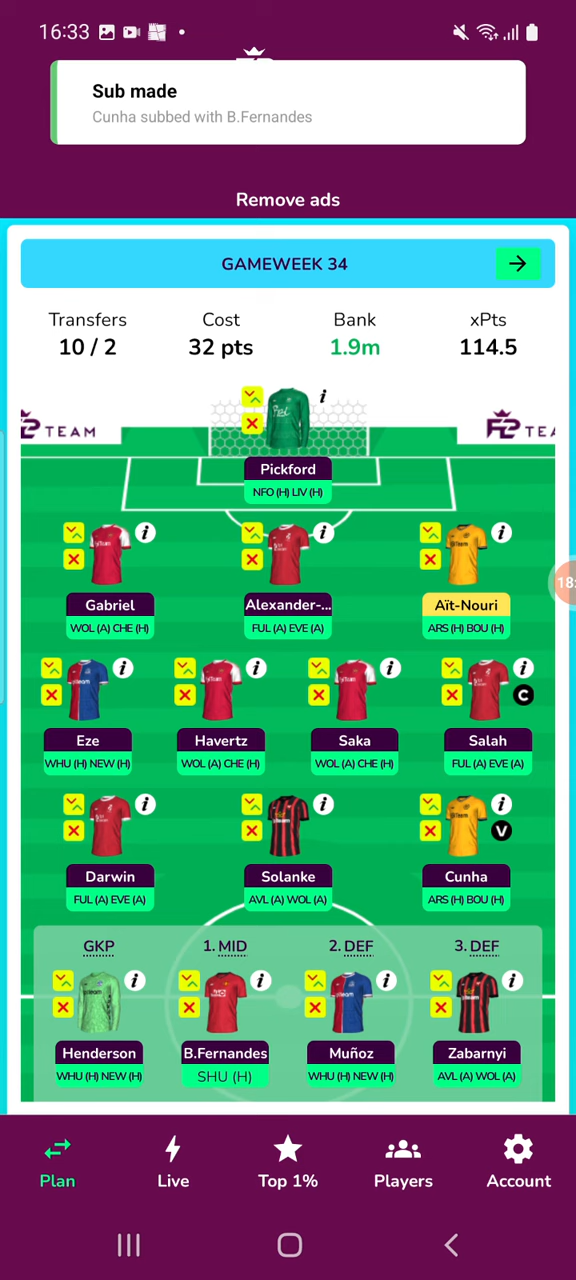 16:33
Sub made
Cunha subbed with B.Fernandes
Remove ads
GAMEWEEK 34
Transfers Cost Bank xPts
10 / 2 32 pts 1.9m 114.5
TEAM
TEA
Pickford
NFO (H) LIV (H)
Gabriel Alexander-... Aït-Nouri
WOL (A) CHE (H) FUL (A) EVE (A) ARS (H) BOU (H)
C
Eze Havertz Saka Salah
WHU (H) NEW (H) WOL (A) CHE (H) WOL (A) CHE (H) FUL (A) EVE (A)
V
Darwin Solanke Cunha
FUL (A) EVE (A) AVL (A) WOL (A) ARS (H) BOU (H)
GKP 1. MID 2. DEF 3. DEF
Henderson B.Fernandes Muñoz Zabarnyi
WHU (H) NEW (H) SHU (H) WHU (H) NEW (H) AVL (A) WOL (A)
Plan Live Top 1% Players Account